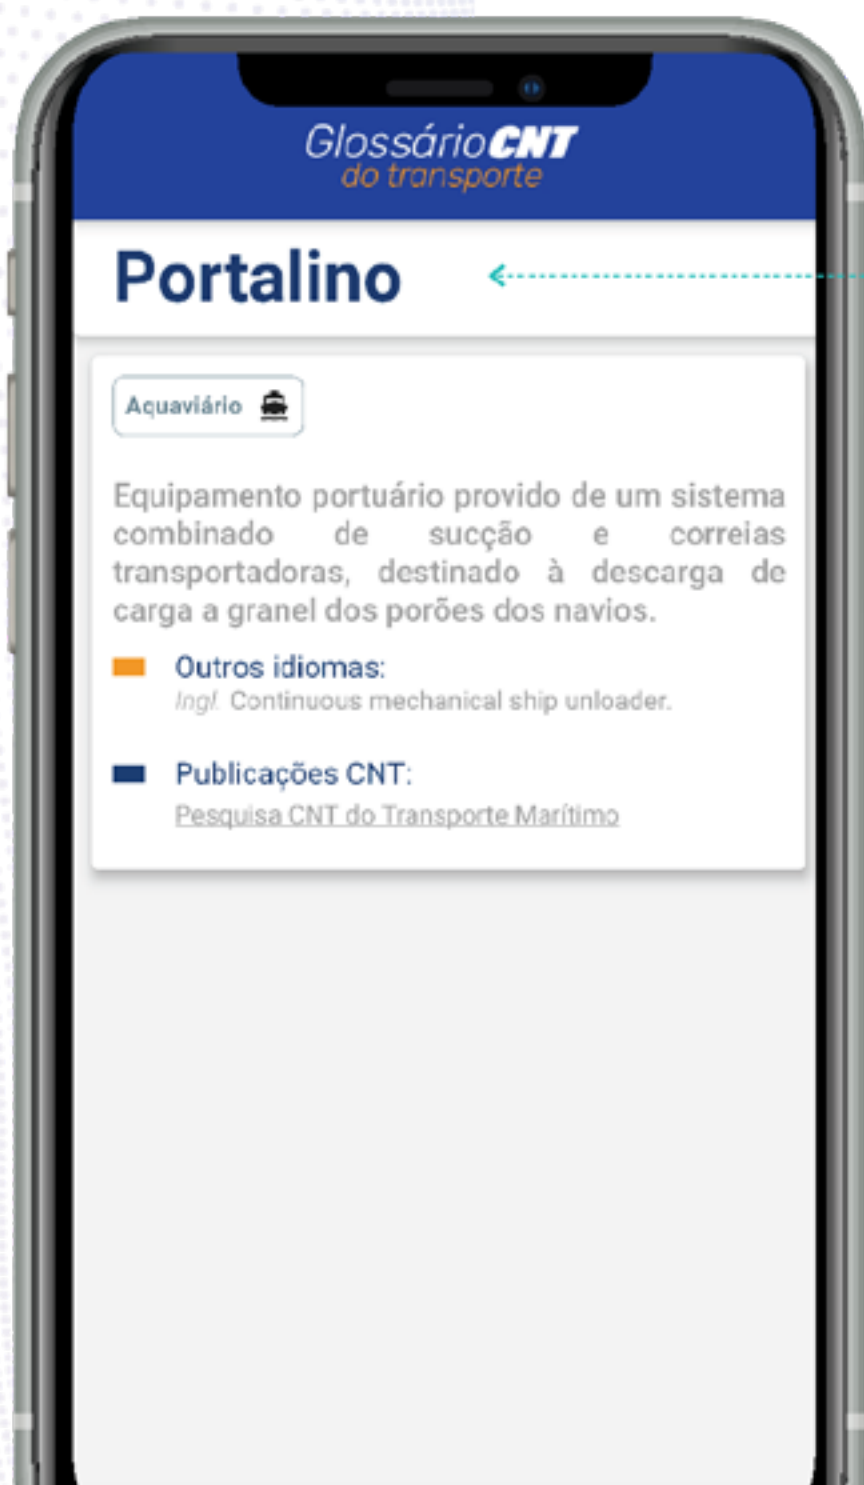 Glossário CNT
do transporte
Portalino
Aquaviário
Equipamento portuário provido de um sistema
combinado de sucção e correias
transportadoras, destinado à descarga de
carga a granel dos porões dos navios.
Outros idiomas:
Ingl. Continuous mechanical ship unloader.
Publicações CNT:
Pesquisa CNT do Transporte Marítimo